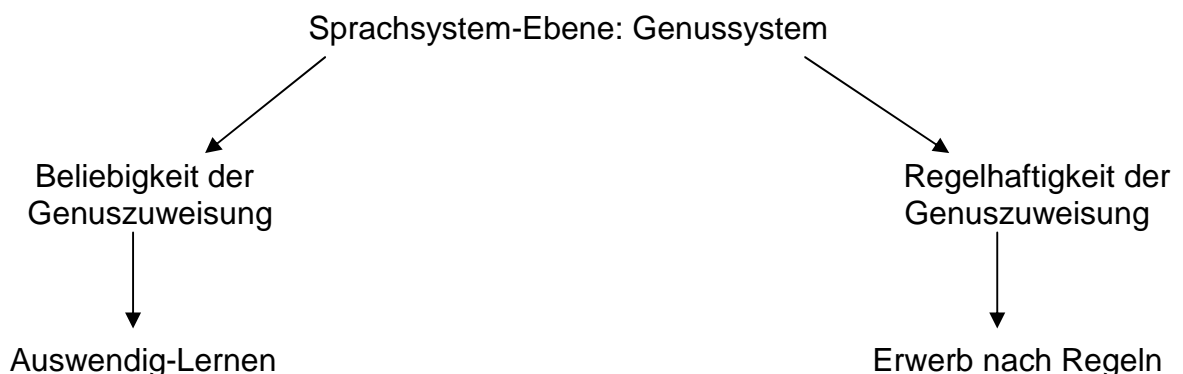 Sprachsystem-Ebene: Genussystem
Beliebigkeit der
Genuszuweisung
Regelhaftigkeit der
Genuszuweisung
Auswendig-Lernen
Erwerb nach Regeln